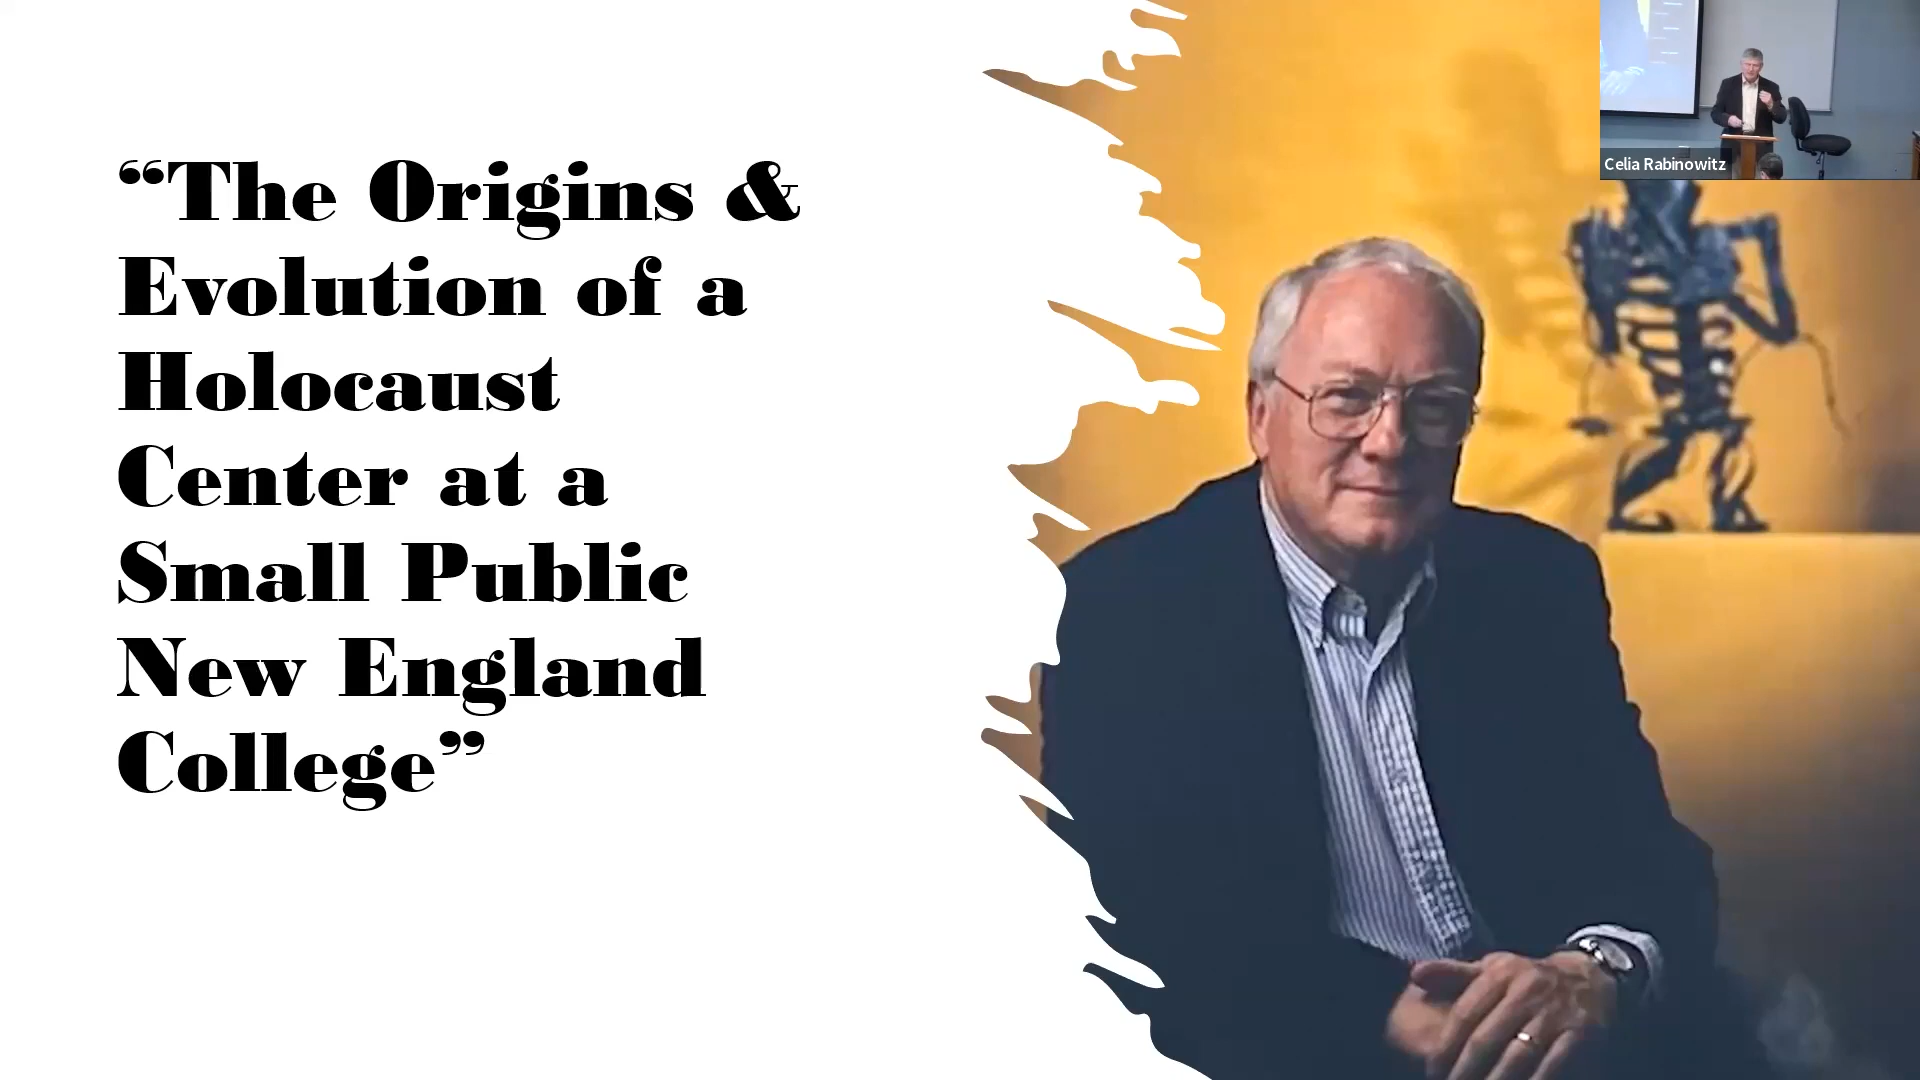 “The Origins &
Evolution of a
Holocaust
Center at a
Small Public
New England
College”
Celia Rabinowitz